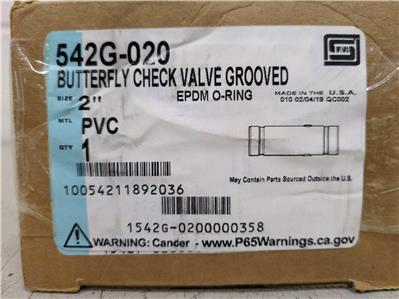 542G-020
BUTTERFLY CHECK VALVE GROOVED
SIZE 2" EPDM O-RING
MADE IN THE U.S.A.
010 02/04/19 QC002
MTL PVC
QTY 1
10054211892036
May Contain Parts Sourced Outside the U.S.
1542G-0200000358
WARNING: Cancer - www.P65Warnings.ca.gov